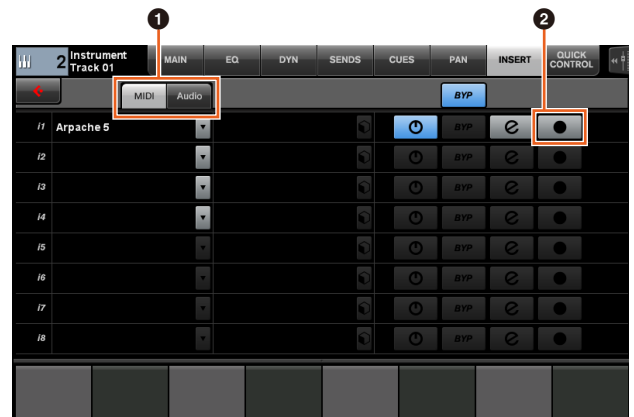 1 2
2 Instrument Track 01 MAIN EQ DYN SENDS CUES PAN INSERT QUICK CONTROL
MIDI Audio BYP
i1 Arpache 5 BYP e
i2 BYP e
i3 BYP e
i4 BYP e
i5 BYP e
i6 BYP e
i7 BYP e
i8 BYP e